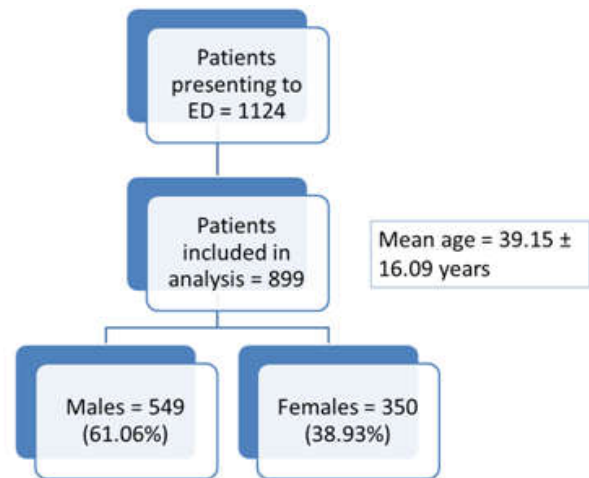 Patients
presenting to
ED = 1124
Patients
included in
analysis = 899
Mean age = 39.15 ±
16.09 years
Males = 549
(61.06%)
Females = 350
(38.93%)